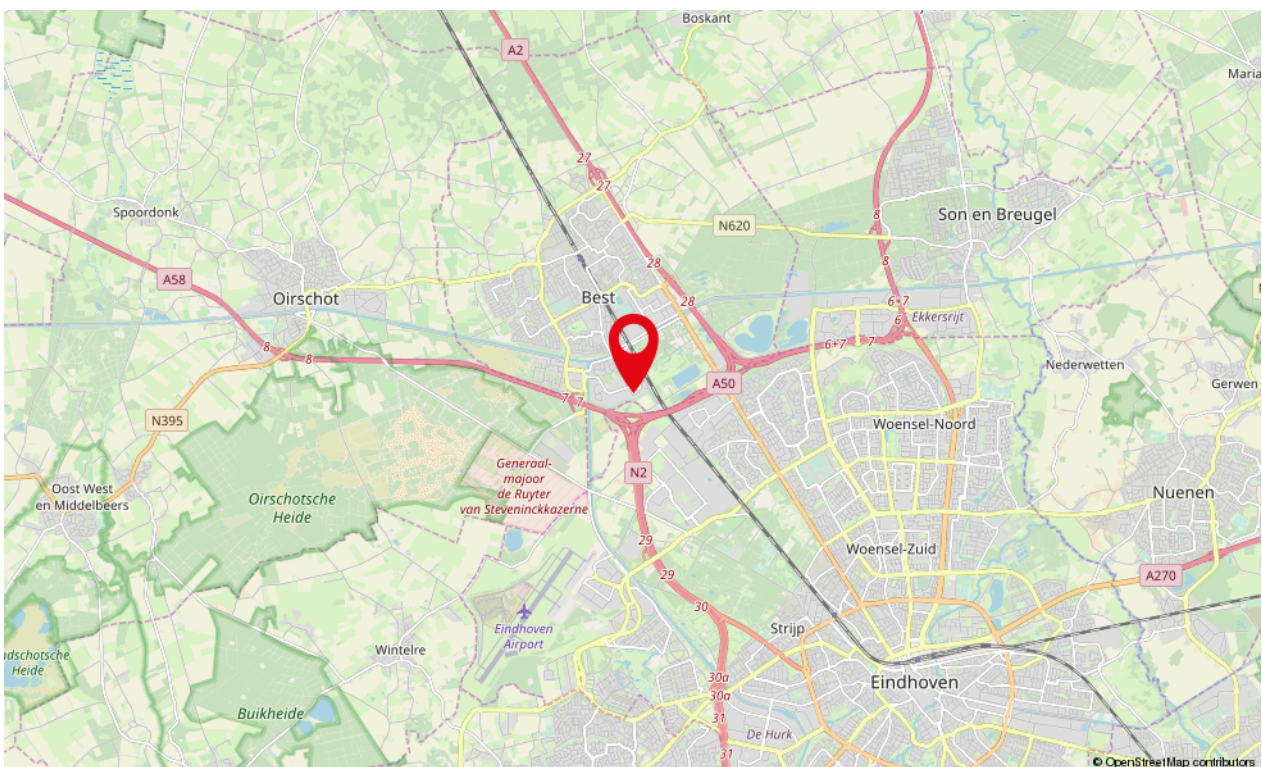 Boskant
A2
Maria
27
27
Spoordonk
N620
8
Son en Breugel
28
8
A58
Oirschot
Best
28
6+7
6
Ekkersrijt
8
8
6+7
7
Nederwetten
A50
Gerwen
7
7
N395
Woensel-Noord
Generaal-
majoor
de Ruyter
van Steveninckkazerne
N2
Oost West
en Middelbeers
Oirschotsche
Heide
Nuenen
29
Woensel-Zuid
29
A270
30
Eindhoven
Airport
Strijp
Wintelre
ndschotsche
Heide
30a
30a
Eindhoven
Buikheide
31
De Hurk
31
© OpenStreetMap contributors